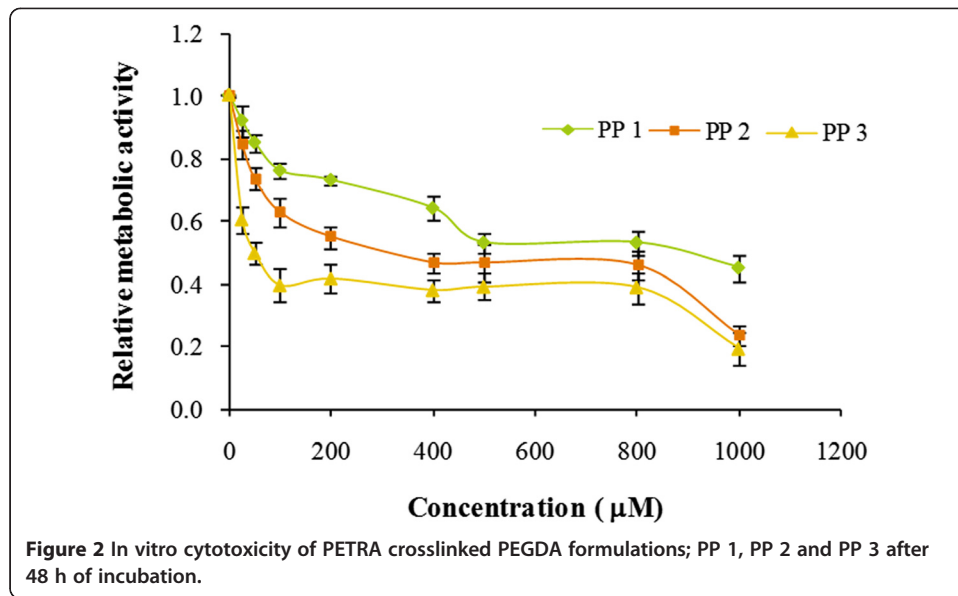 Relative metabolic activity
1.2
1.0
0.8
0.6
0.4
0.2
0.0
PP 1
PP 2
PP 3
0
200
400
600
800
1000
1200
Concentration ( µM)
Figure 2 In vitro cytotoxicity of PETRA crosslinked PEGDA formulations; PP 1, PP 2 and PP 3 after
48 h of incubation.